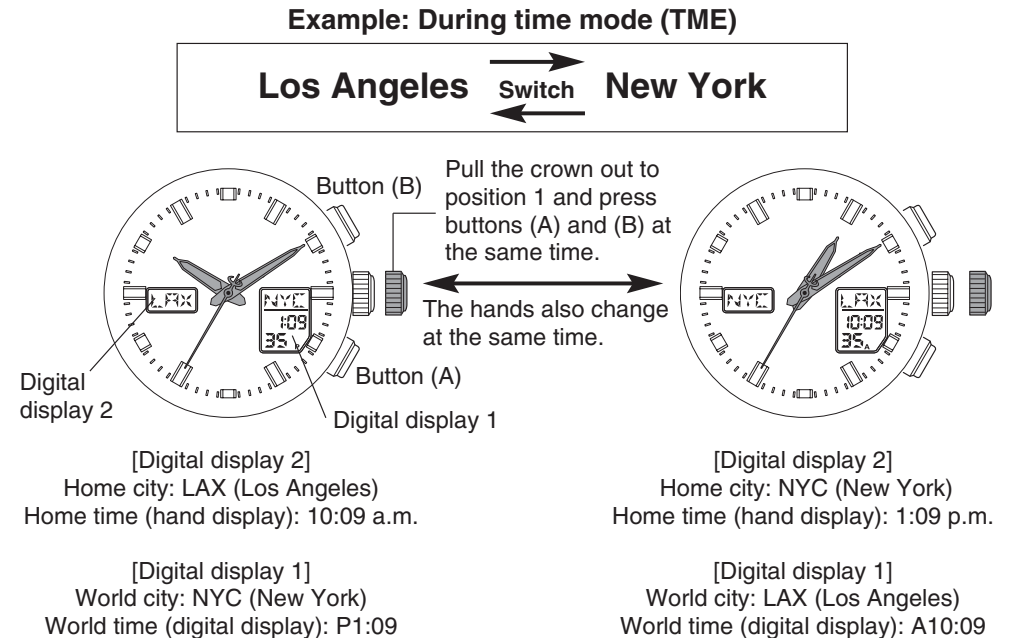 Example: During time mode (TME)
Los Angeles Switch New York
Button (B)
Pull the crown out to
position 1 and press
buttons (A) and (B) at
the same time.
The hands also change
at the same time.
LAX
NYC
1:09
35 P
NYC
LAX
10:09
35 A
Digital
display 2
Button (A)
Digital display 1
[Digital display 2]
Home city: LAX (Los Angeles)
Home time (hand display): 10:09 a.m.
[Digital display 1]
World city: NYC (New York)
World time (digital display): P1:09
[Digital display 2]
Home city: NYC (New York)
Home time (hand display): 1:09 p.m.
[Digital display 1]
World city: LAX (Los Angeles)
World time (digital display): A10:09